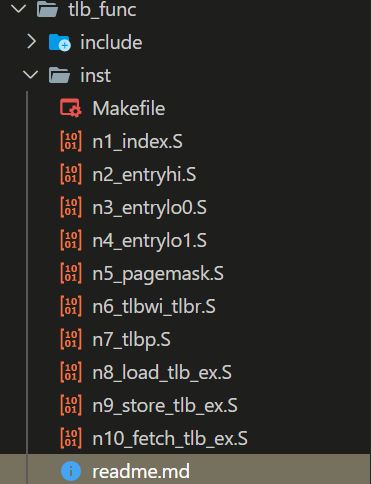 tlb_func
include
inst
Makefile
n1_index.S
n2_entryhi.S
n3_entrylo0.S
n4_entrylo1.S
n5_pagemask.S
n6_tlbwi_tlbr.S
n7_tlbp.S
n8_load_tlb_ex.S
n9_store_tlb_ex.S
n10_fetch_tlb_ex.S
readme.md